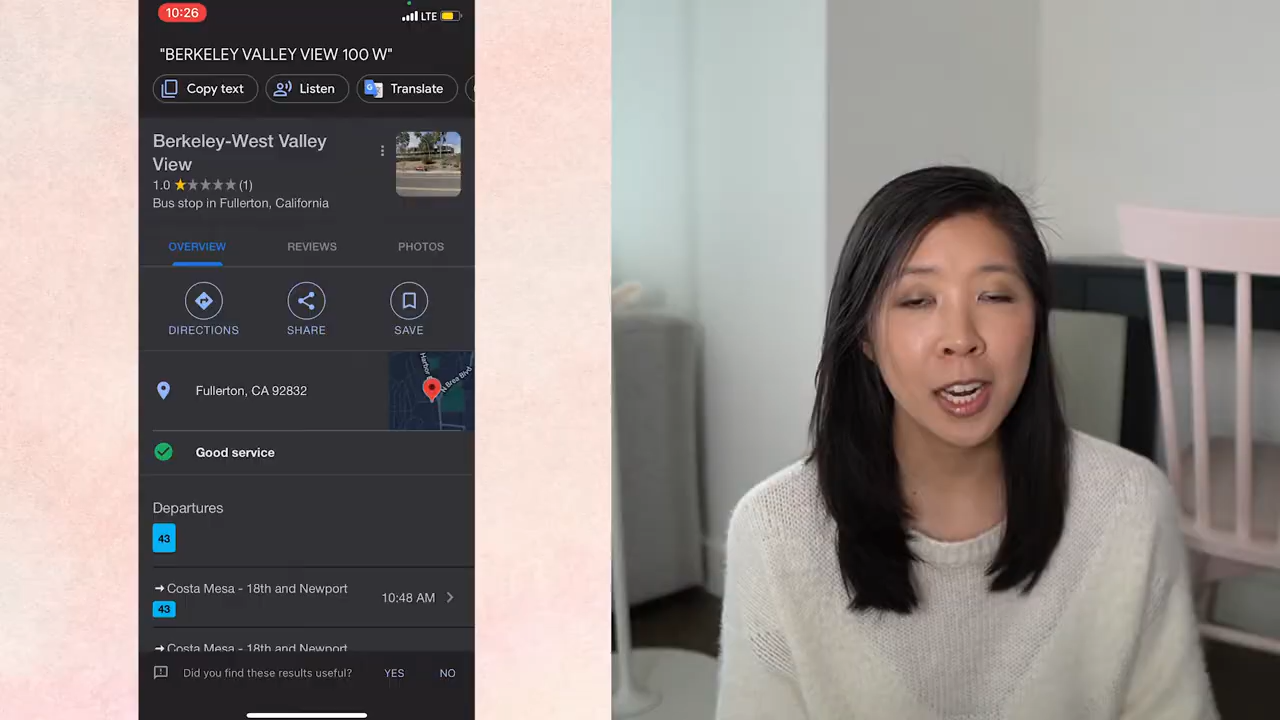 10:26
LTE
"BERKELEY VALLEY VIEW 100 W"
Copy text
Listen
Translate
Berkeley-West Valley
View
1.0 ★★★★★ (1)
Bus stop in Fullerton, California
OVERVIEW
REVIEWS
PHOTOS
DIRECTIONS
SHARE
SAVE
Fullerton, CA 92832
Harbor
N Brea Blvd
Good service
Departures
43
→ Costa Mesa - 18th and Newport
10:48 AM
43
→ Costa Mesa - 18th and Newport
Did you find these results useful?
YES
NO